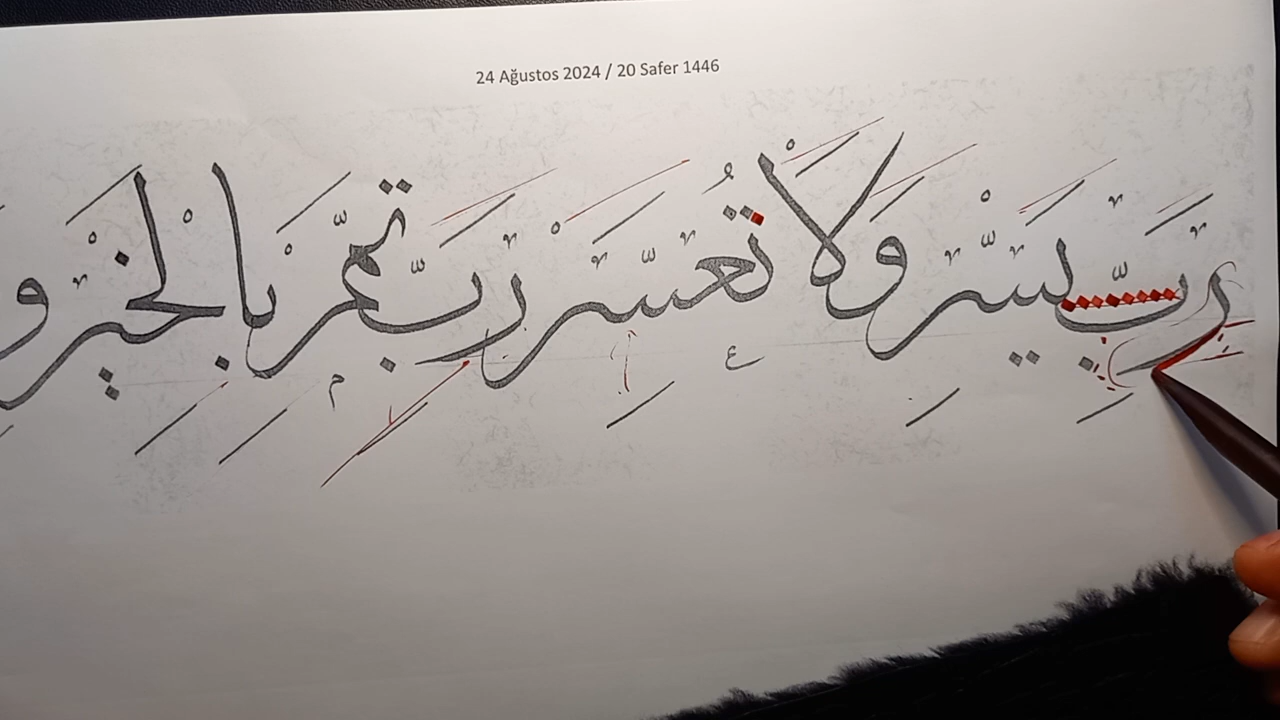 24 Ağustos 2024 / 20 Safer 1446
رَبِّ يَسِّرْ وَلَا تُعَسِّرْ رَبِّ تَمِّمْ بِالْخَيْرِ